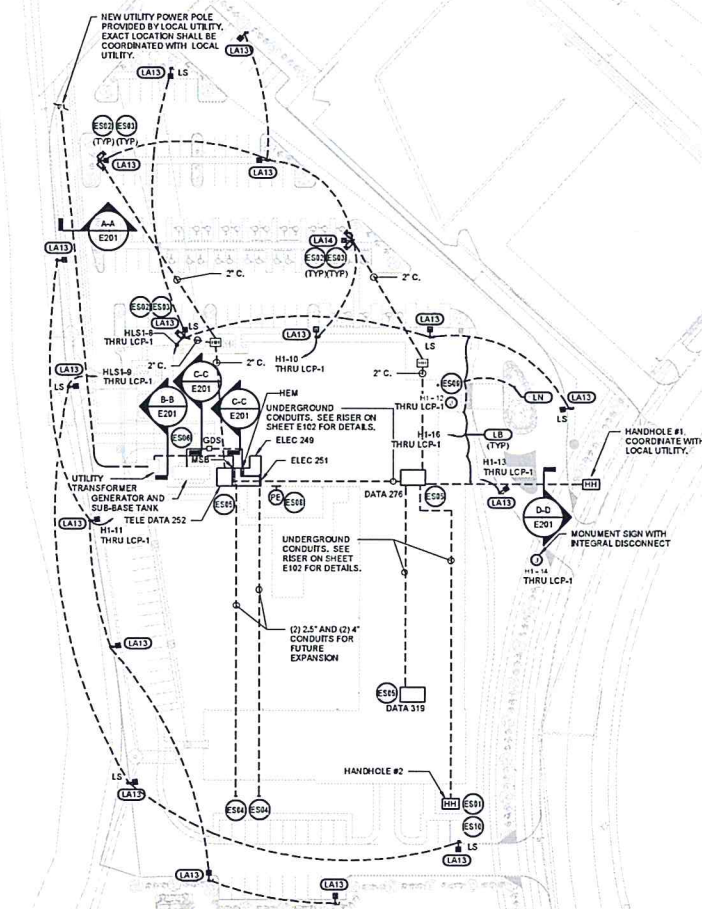 NEW UTILITY POWER POLE
PROVIDED BY LOCAL UTILITY.
EXACT LOCATION SHALL BE
COORDINATED WITH LOCAL
UTILITY.
LA13
LA13
LS
ES02
ES03
(TYP)
(TYP)
LA13
LA13
A-A
E201
LA13
LA14
ES02
ES03
(TYP)(TYP)
2" C.
2" C.
ES02
ES03
LA13
LS
HLS1-8
THRU LCP-1
LA13
H1-10
THRU LCP-1
LA13
LS
2" C.
2" C.
LA13
LS
HLS1-9
THRU LCP-1
C-C
E201
C-C
E201
B-B
E201
HEM
UNDERGROUND
CONDUITS. SEE RISER ON
SHEET E102 FOR DETAILS.
THRU LCP-1
LN
LA13
LS
H1-16
THRU LCP-1
LB
(TYP)
HANDHOLE #1.
COORDINATE WITH
LOCAL UTILITY.
ES06
GDS
MSB
ELEC 249
ELEC 251
H1-13
THRU LCP-1
HH
UTILITY
TRANSFORMER
GENERATOR AND
SUB-BASE TANK
TELE DATA 252
ES05
PE
DATA 276
ES05
LA13
D-D
E201
LA13
H1-11
THRU LCP-1
MONUMENT SIGN WITH
INTEGRAL DISCONNECT
H1-14
THRU LCP-1
UNDERGROUND
CONDUITS. SEE
RISER ON SHEET
E102 FOR DETAILS.
(2) 2.5" AND (2) 4"
CONDUITS FOR
FUTURE
EXPANSION
LA13
ES05
DATA 319
HANDHOLE #2
LS
LA13
ES04
ES04
HH
ES01
ES10
LS
LA13
LA13
LA13